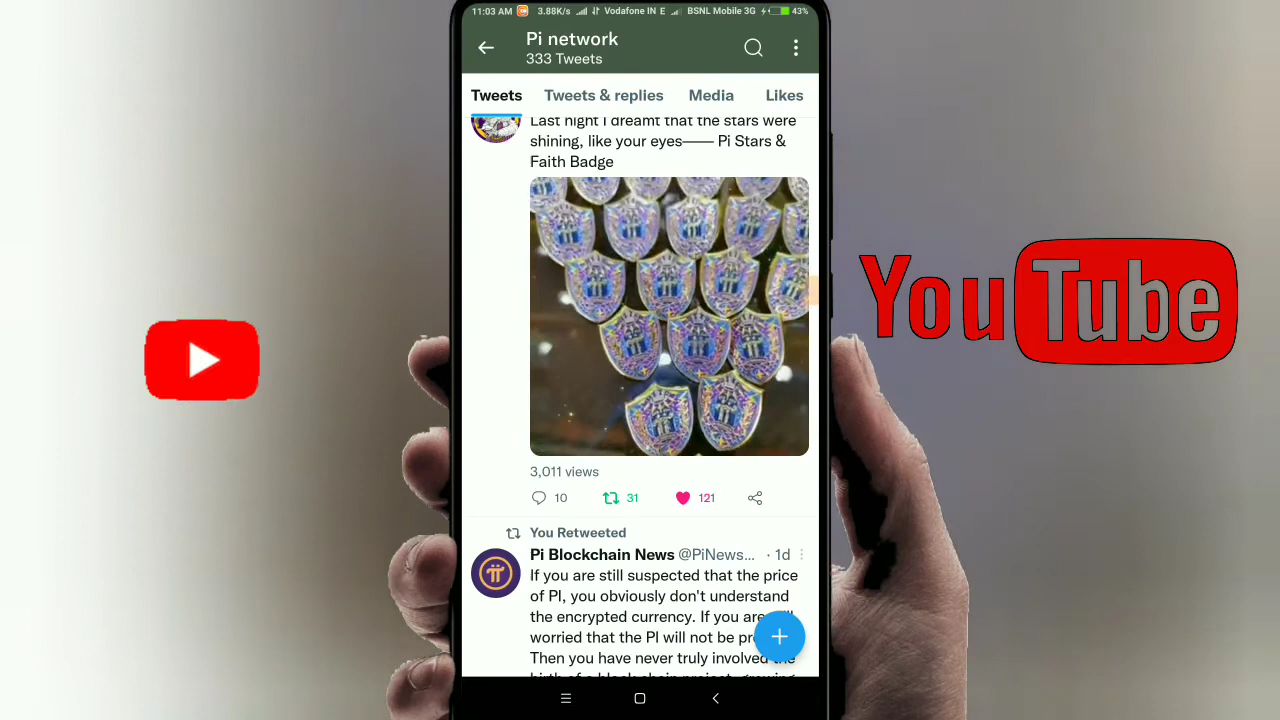 11:03 AM 3.88K/s Vodafone IN E BSNL Mobile 3G 43%
Pi network
333 Tweets
Tweets Tweets & replies Media Likes
Last night I dreamt that the stars were
shining, like your eyes—— Pi Stars &
Faith Badge
3,011 views
10 31 121
You Retweeted
Pi Blockchain News @PiNews... · 1d
If you are still suspected that the price
of PI, you obviously don't understand
the encrypted currency. If you are
worried that the PI will not be
Then you have never truly involved the
YouTube